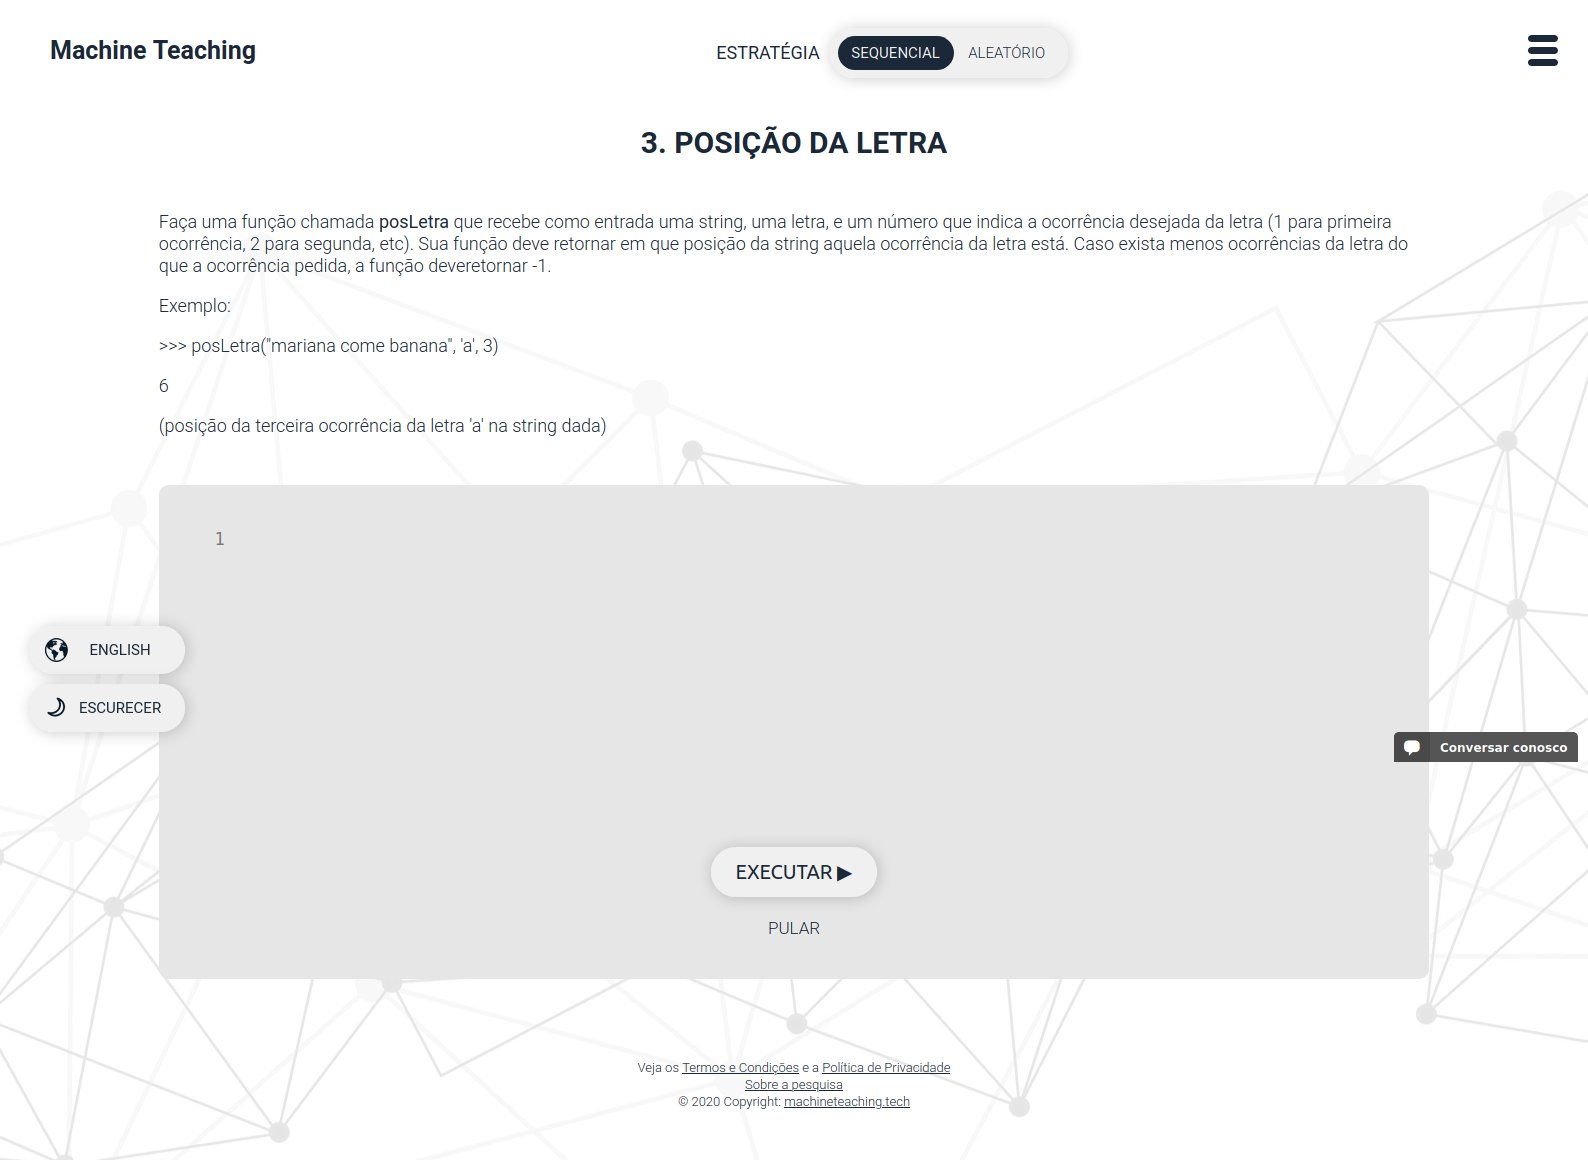 Machine Teaching
ESTRATÉGIA SEQUENCIAL ALEATÓRIO
3. POSIÇÃO DA LETRA
Faça uma função chamada posLetra que recebe como entrada uma string, uma letra, e um número que indica a ocorrência desejada da letra (1 para primeira
ocorrência, 2 para segunda, etc). Sua função deve retornar em que posição da string aquela ocorrência da letra está. Caso exista menos ocorrências da letra do
que a ocorrência pedida, a função deveretornar -1.
Exemplo:
>>> posLetra("mariana come banana", 'a', 3)
6
(posição da terceira ocorrência da letra 'a' na string dada)
1
ENGLISH
ESCURECER
Conversar conosco
EXECUTAR ▶
PULAR
Veja os Termos e Condições e a Política de Privacidade
Sobre a pesquisa
© 2020 Copyright: machineteaching.tech